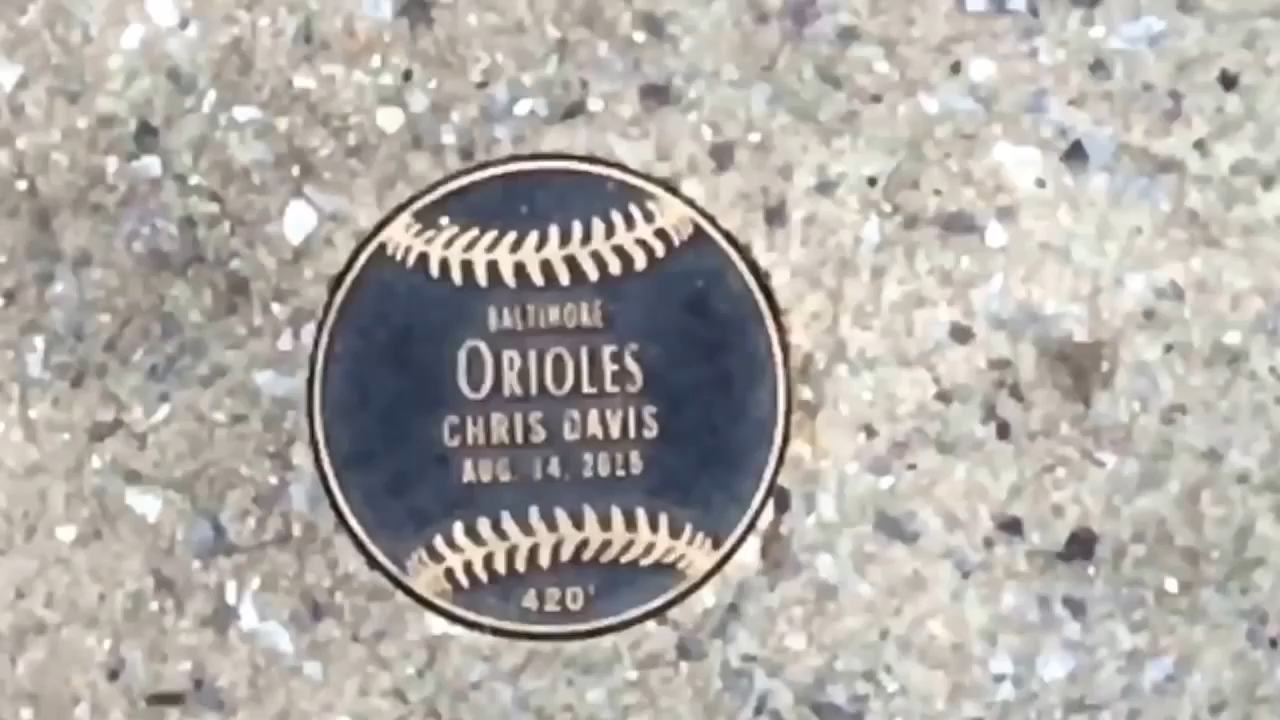 BALTIMORE
ORIOLES
CHRIS DAVIS
AUG. 14, 2015
420'